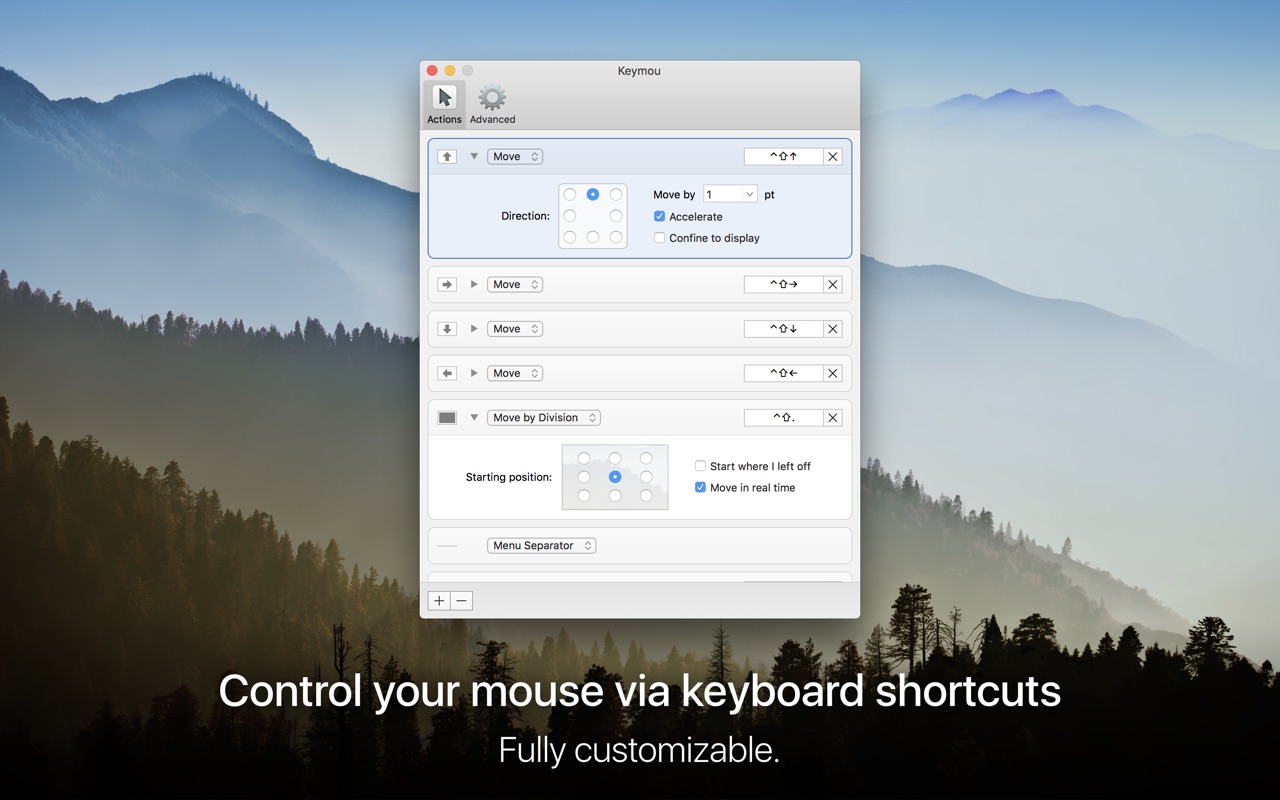 Keymou
Actions Advanced
Move ^⇧↑
Direction: Move by 1 pt
Accelerate
Confine to display
Move ^⇧→
Move ^⇧↓
Move ^⇧←
Move by Division ^⇧.
Starting position: Start where I left off
Move in real time
Menu Separator
Control your mouse via keyboard shortcuts
Fully customizable.